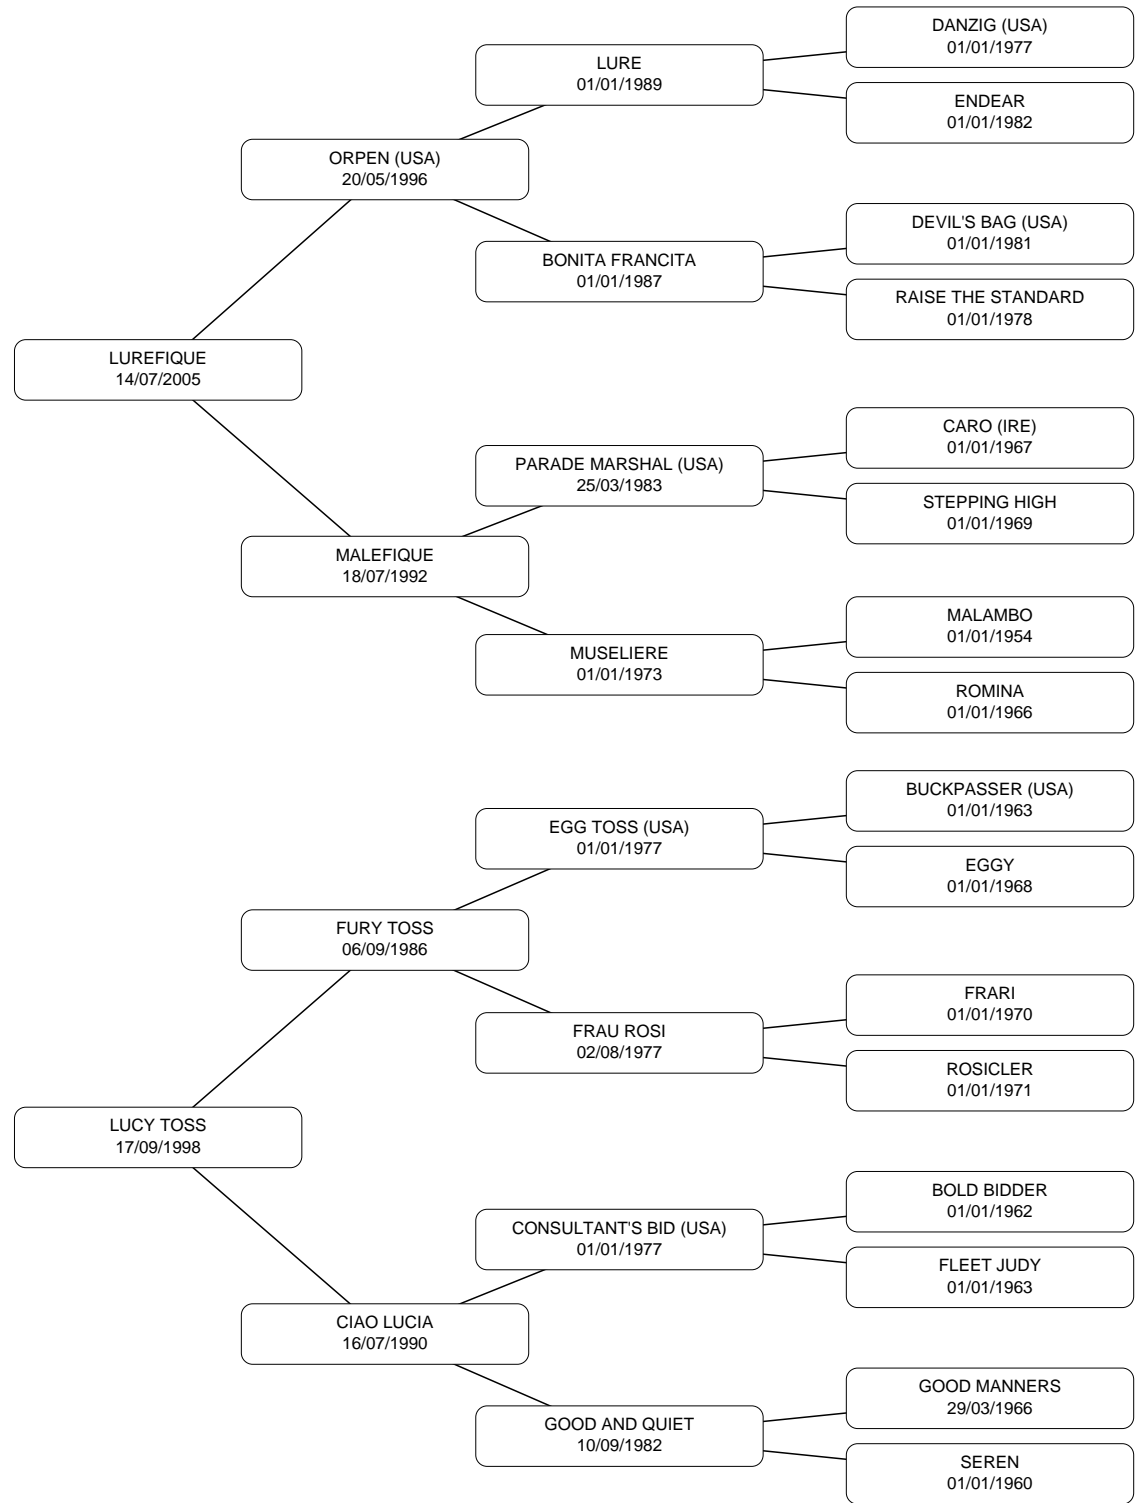 DANZIG (USA)
01/01/1977
LURE
01/01/1989
ENDEAR
01/01/1982
ORPEN (USA)
20/05/1996
DEVIL'S BAG (USA)
01/01/1981
BONITA FRANCITA
01/01/1987
RAISE THE STANDARD
01/01/1978
LUREFIQUE
14/07/2005
CARO (IRE)
01/01/1967
PARADE MARSHAL (USA)
25/03/1983
STEPPING HIGH
01/01/1969
MALEFIQUE
18/07/1992
MALAMBO
01/01/1954
MUSELIERE
01/01/1973
ROMINA
01/01/1966
BUCKPASSER (USA)
01/01/1963
EGG TOSS (USA)
01/01/1977
EGGY
01/01/1968
FURY TOSS
06/09/1986
FRARI
01/01/1970
FRAU ROSI
02/08/1977
ROSICLER
01/01/1971
LUCY TOSS
17/09/1998
BOLD BIDDER
01/01/1962
CONSULTANT'S BID (USA)
01/01/1977
FLEET JUDY
01/01/1963
CIAO LUCIA
16/07/1990
GOOD MANNERS
29/03/1966
GOOD AND QUIET
10/09/1982
SEREN
01/01/1960